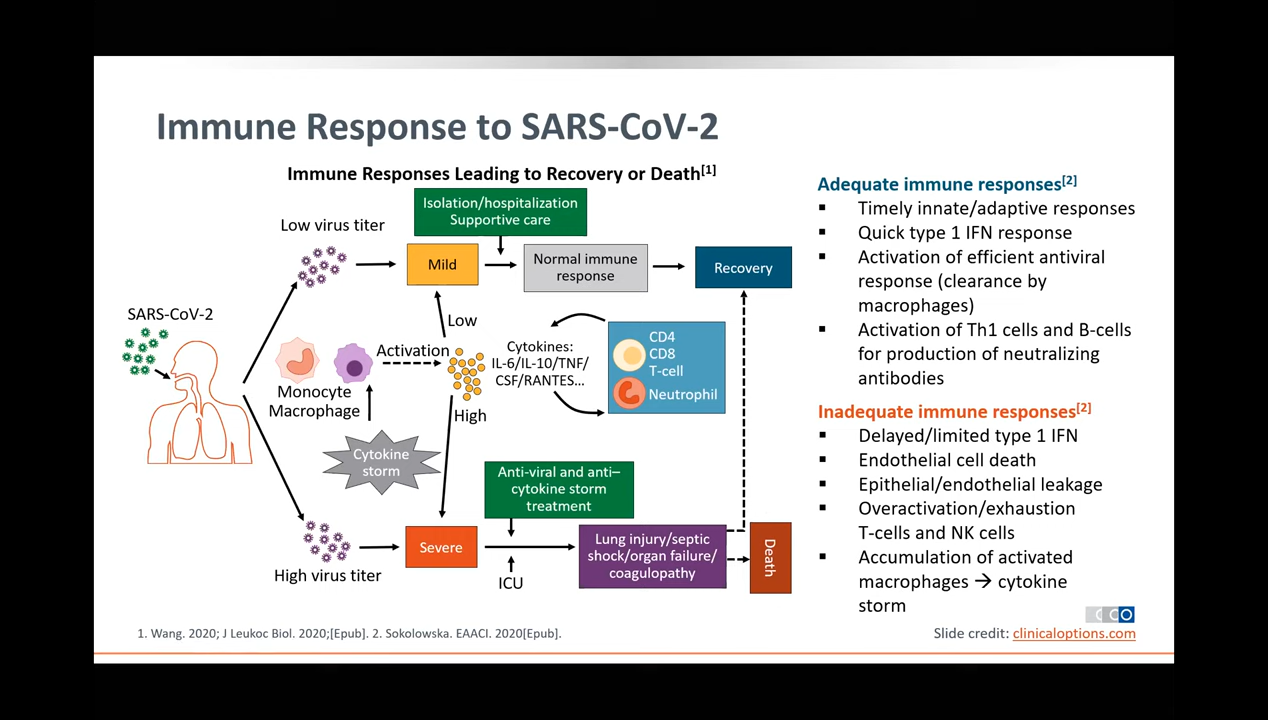 Immune Response to SARS-CoV-2
Immune Responses Leading to Recovery or Death[1]
Isolation/hospitalization
Supportive care
Low virus titer
Mild
Normal immune
response
Recovery
SARS-CoV-2
Low
Activation
Monocyte
Macrophage
Cytokines:
IL-6/IL-10/TNF/
CSF/RANTES...
CD4
CD8
T-cell
Neutrophil
High
Cytokine
storm
Anti-viral and anti–
cytokine storm
treatment
High virus titer
Severe
ICU
Lung injury/septic
shock/organ failure/
coagulopathy
Death
Adequate immune responses[2]
▪ Timely innate/adaptive responses
▪ Quick type 1 IFN response
▪ Activation of efficient antiviral
response (clearance by
macrophages)
▪ Activation of Th1 cells and B-cells
for production of neutralizing
antibodies
Inadequate immune responses[2]
▪ Delayed/limited type 1 IFN
▪ Endothelial cell death
▪ Epithelial/endothelial leakage
▪ Overactivation/exhaustion
T-cells and NK cells
▪ Accumulation of activated
macrophages → cytokine
storm
1. Wang. 2020; J Leukoc Biol. 2020;[Epub]. 2. Sokolowska. EAACI. 2020[Epub].
CCO
Slide credit: clinicaloptions.com